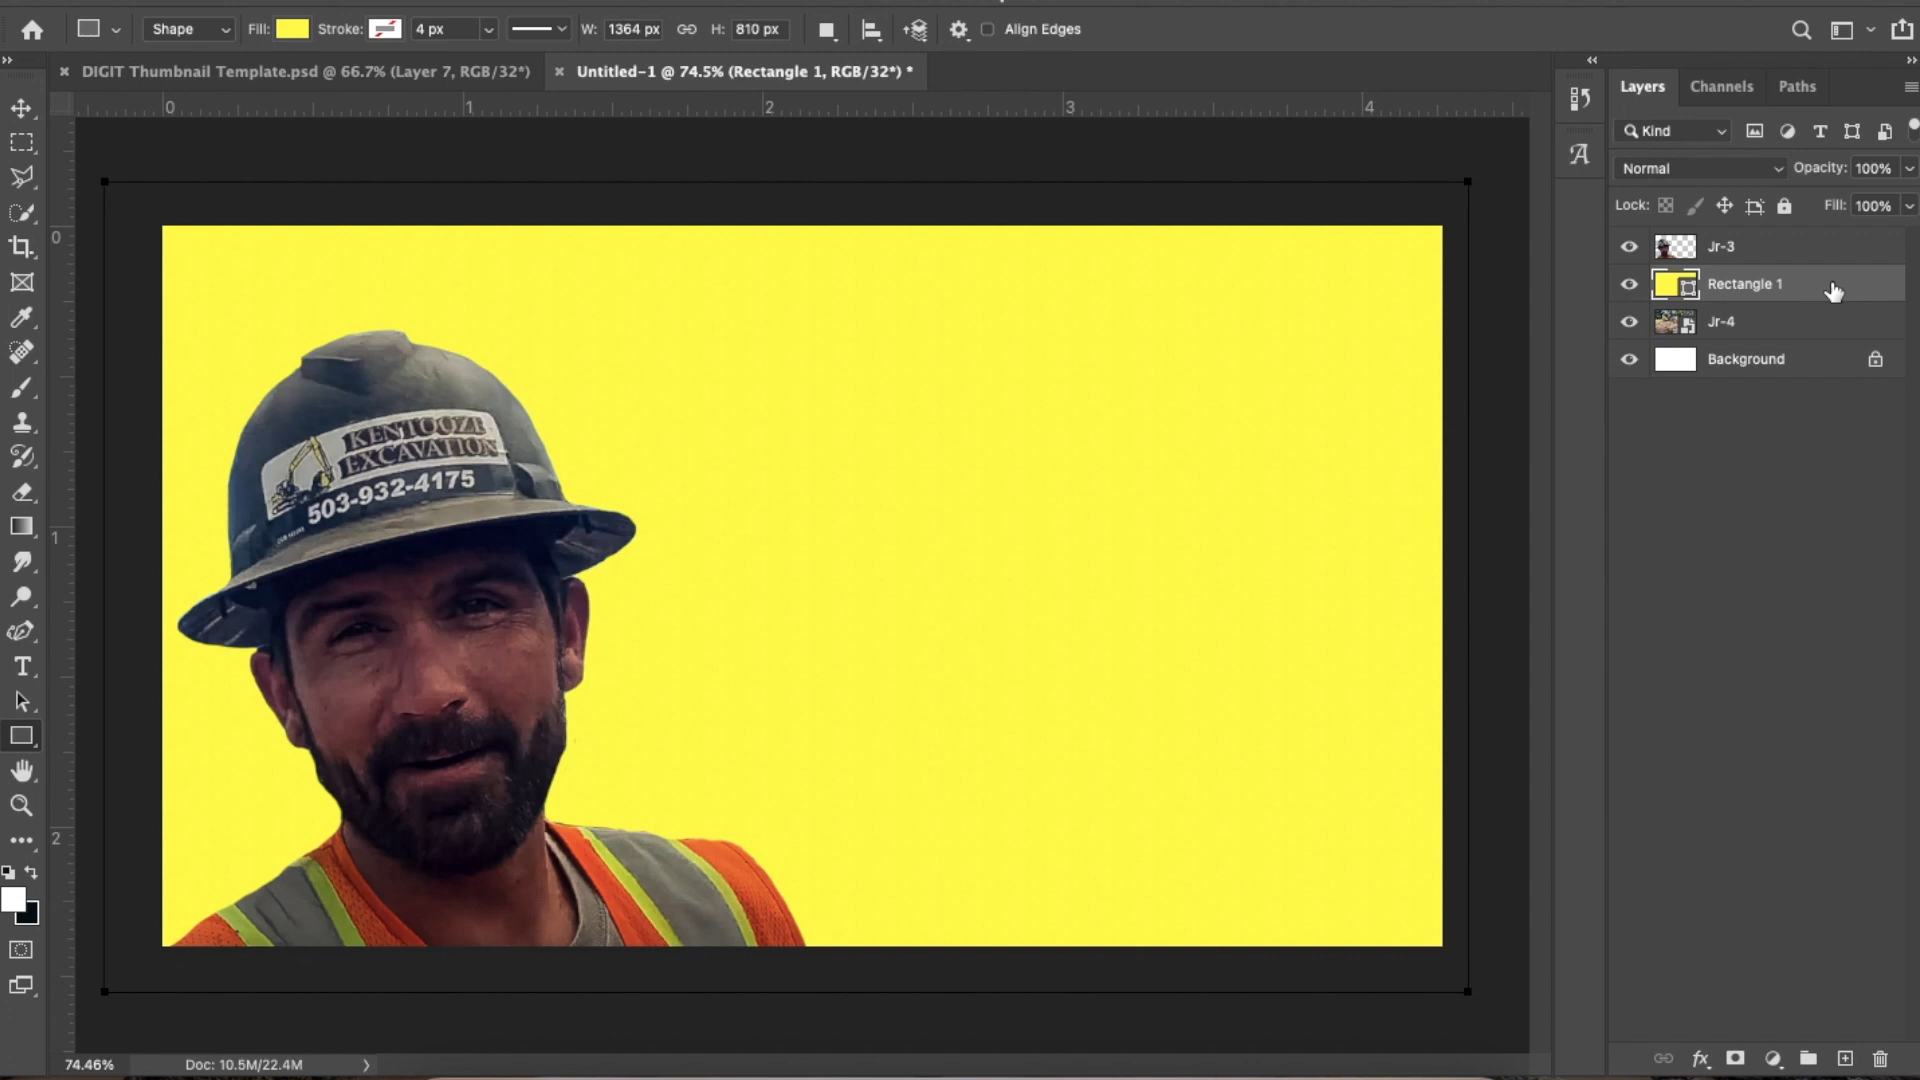 Shape Fill: Stroke: 4 px W: 1364 px H: 810 px Align Edges
DIGIT Thumbnail Template.psd @ 66.7% (Layer 7, RGB/32*) Untitled-1 @ 74.5% (Rectangle 1, RGB/32*) *
Layers Channels Paths
0 1 2 3 4
Kind
Normal Opacity: 100%
Lock: Fill: 100%
0
Jr-3
Rectangle 1
Jr-4
Background
KENTOOZE
EXCAVATION
503-932-4175
1
2
74.46% Doc: 10.5M/22.4M